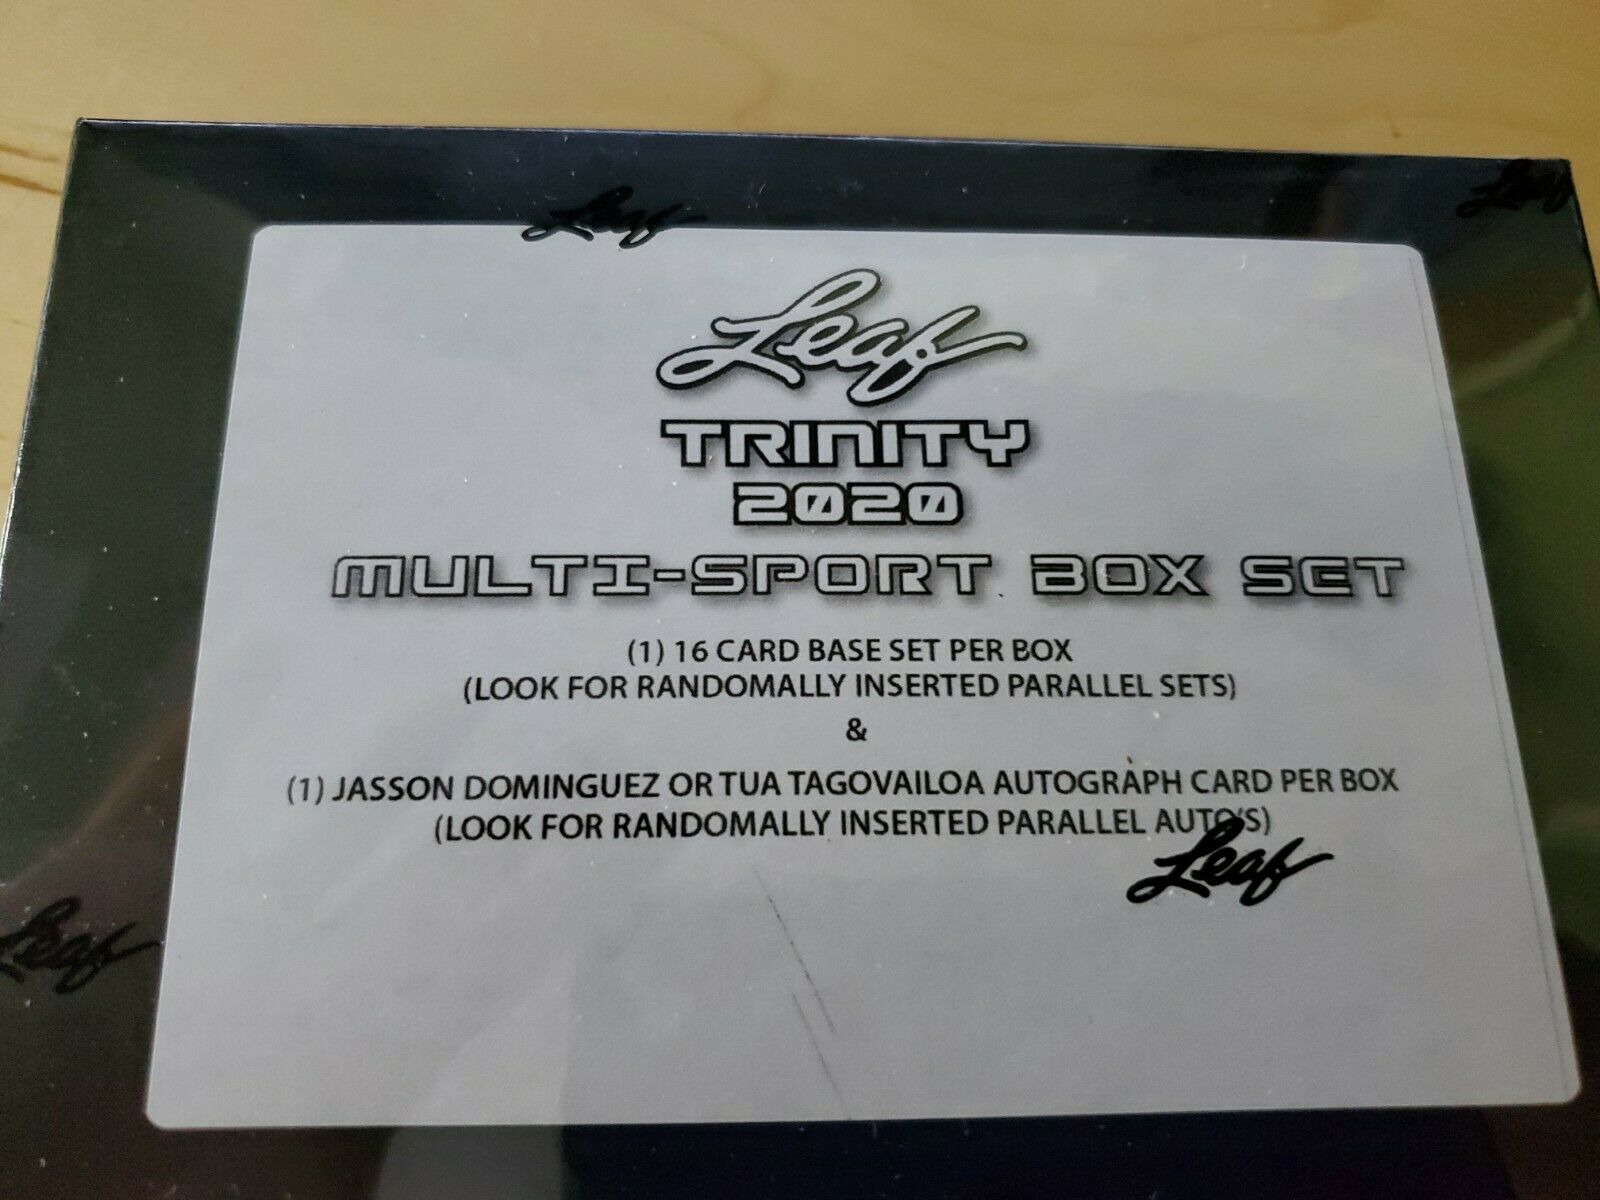 Leaf
Leaf
Leaf
TRINITY
2020
MULTI-SPORT BOX SET
(1) 16 CARD BASE SET PER BOX
(LOOK FOR RANDOMALLY INSERTED PARALLEL SETS)
&
(1) JASSON DOMINGUEZ OR TUA TAGOVAILOA AUTOGRAPH CARD PER BOX
(LOOK FOR RANDOMALLY INSERTED PARALLEL AUTO'S)
Leaf
Leaf